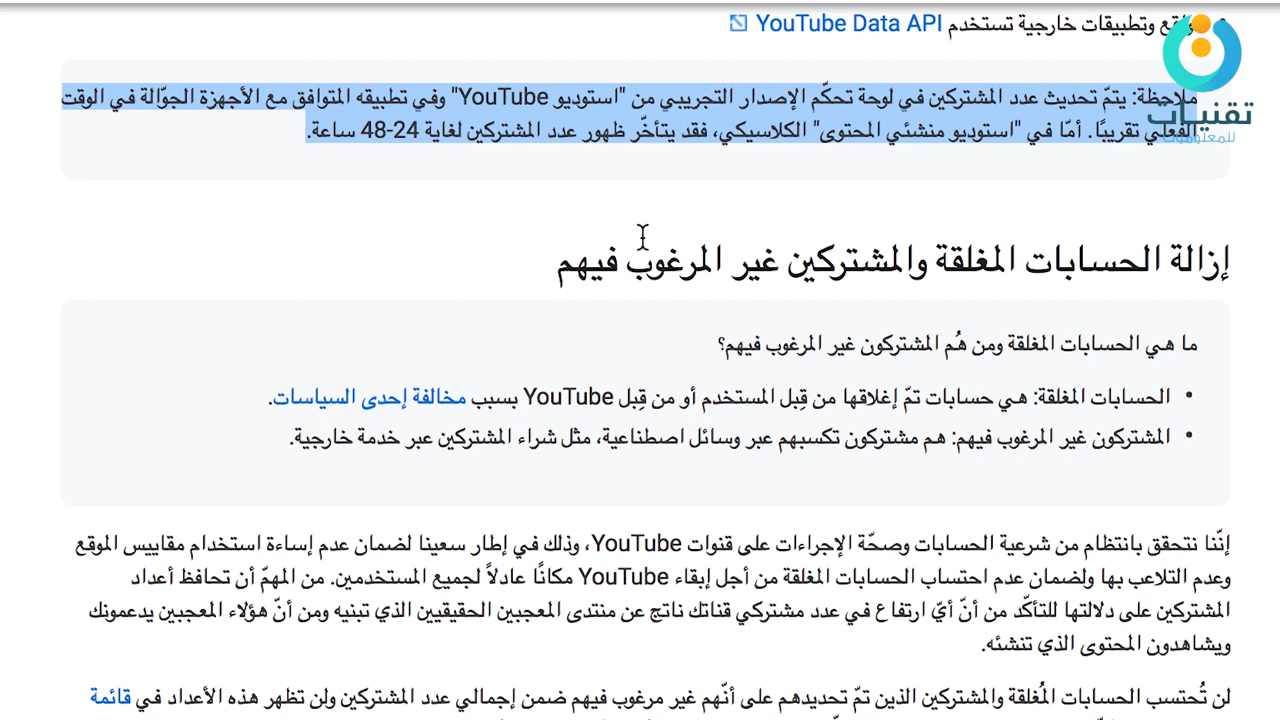 وتطبيقات خارجية تستخدم YouTube Data API
ملاحظة: يتمّ تحديث عدد المشتركين في لوحة تحكّم الإصدار التجريبي من "استوديو YouTube" وفي تطبيقه المتوافق مع الأجهزة الجوّالة في الوقت
الفعلي تقريبًا. أمّا في "استوديو منشئي المحتوى" الكلاسيكي، فقد يتأخّر ظهور عدد المشتركين لغاية 24-48 ساعة.
تقنيات
للمعلوميات
إزالة الحسابات المغلقة والمشتركين غير المرغوب فيهم
ما هي الحسابات المغلقة ومن هُم المشتركون غير المرغوب فيهم؟
• الحسابات المغلقة: هي حسابات تمّ إغلاقها من قِبل المستخدم أو من قِبل YouTube بسبب مخالفة إحدى السياسات.
• المشتركون غير المرغوب فيهم: هم مشتركون تكسبهم عبر وسائل اصطناعية، مثل شراء المشتركين عبر خدمة خارجية.
إنّنا نتحقق بانتظام من شرعية الحسابات وصحّة الإجراءات على قنوات YouTube، وذلك في إطار سعينا لضمان عدم إساءة استخدام مقاييس الموقع
وعدم التلاعب بها ولضمان عدم احتساب الحسابات المغلقة من أجل إبقاء YouTube مكانًا عادلاً لجميع المستخدمين. من المهمّ أن تحافظ أعداد
المشتركين على دلالتها للتأكّد من أنّ أيّ ارتفاع في عدد مشتركي قناتك ناتج عن منتدى المعجبين الحقيقيين الذي تبنيه ومن أنّ هؤلاء المعجبين يدعمونك
ويشاهدون المحتوى الذي تنشئه.
لن تُحتسب الحسابات المُغلقة والمشتركين الذين تمّ تحديدهم على أنّهم غير مرغوب فيهم ضمن إجمالي عدد المشتركين ولن تظهر هذه الأعداد في قائمة